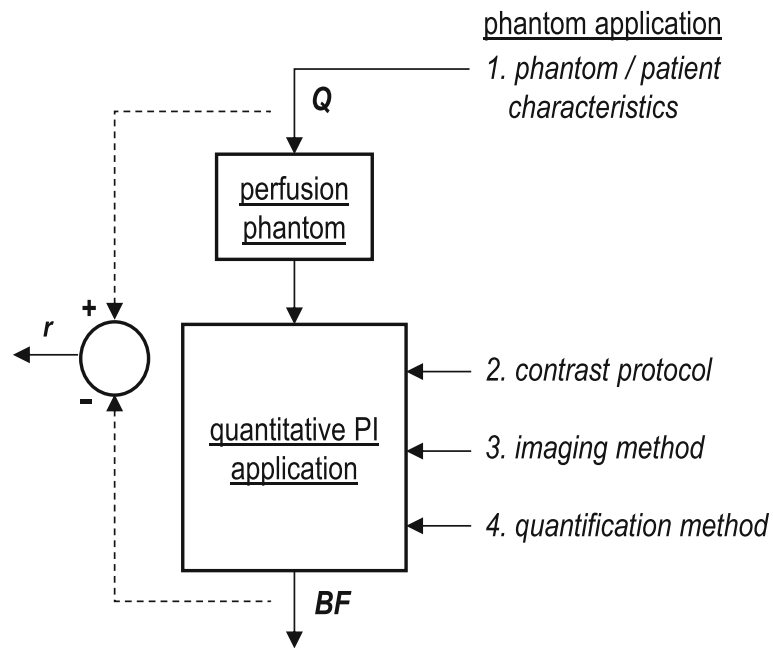 phantom application
1. phantom / patient
characteristics
Q
perfusion
phantom
+
r
-
2. contrast protocol
quantitative PI
application
3. imaging method
4. quantification method
BF